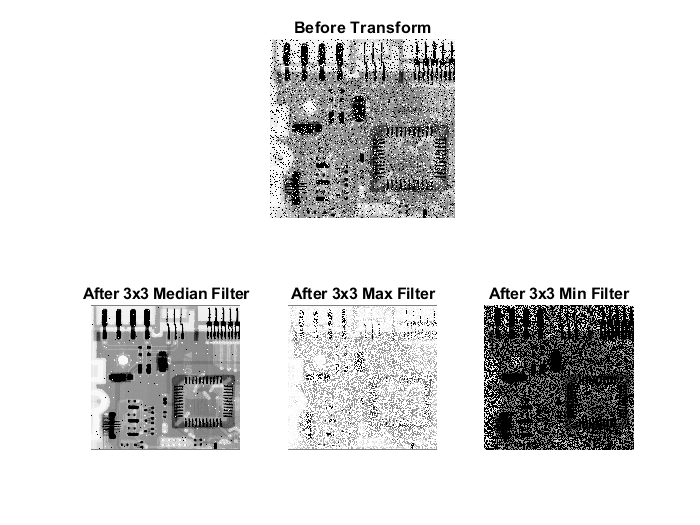 Before Transform
After 3x3 Median Filter
After 3x3 Max Filter
After 3x3 Min Filter